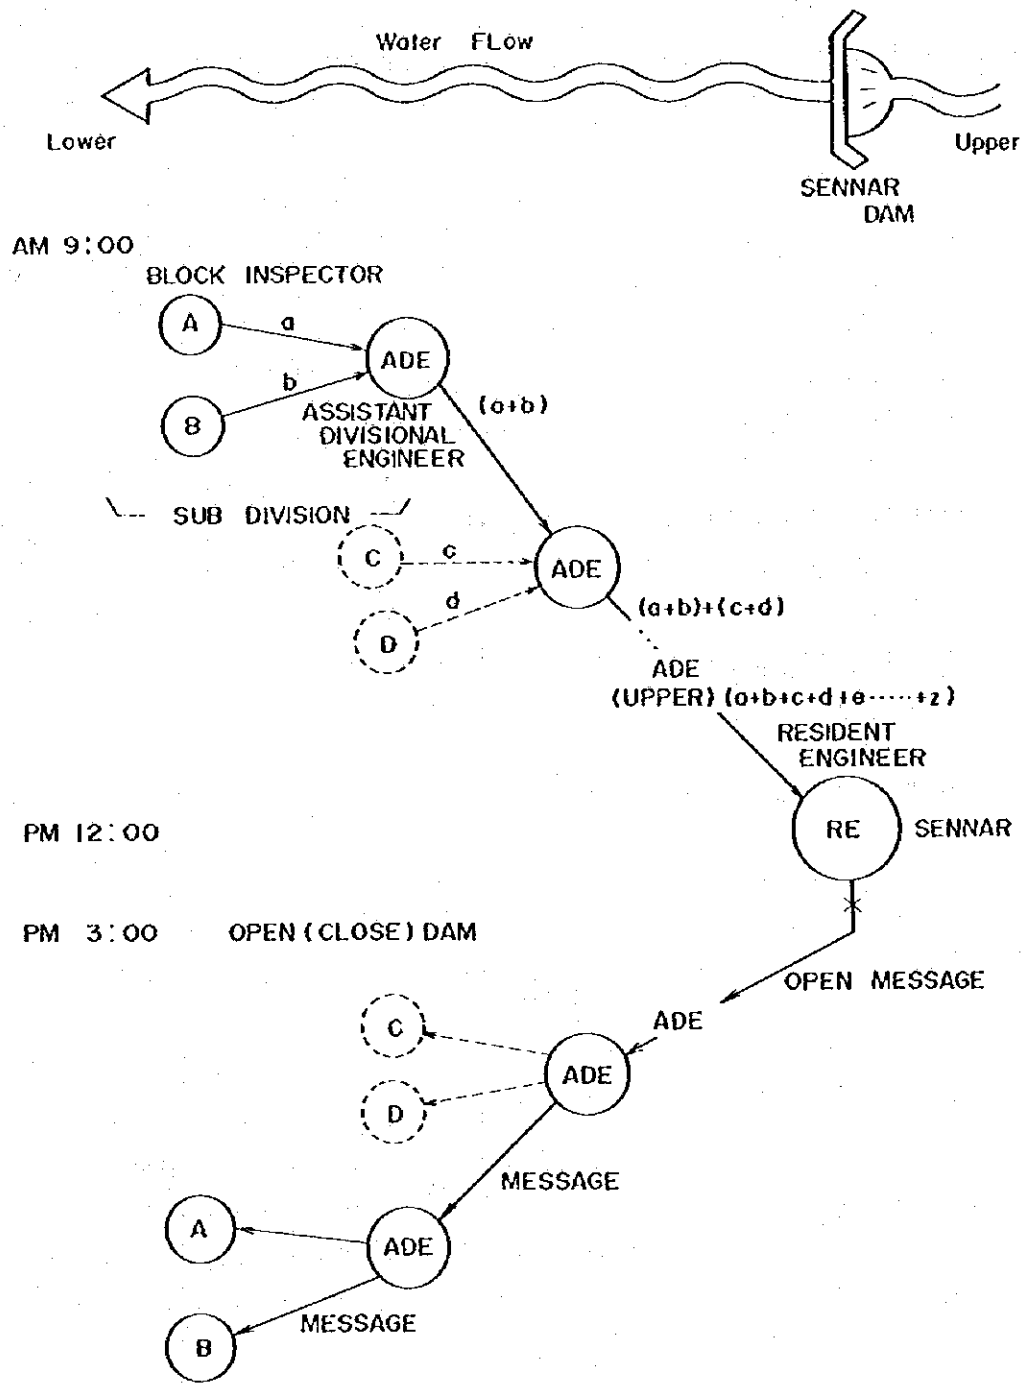 Water FLow
Lower
Upper
SENNAR
DAM
AM 9:00
BLOCK INSPECTOR
A
a
ADE
b
B
(a+b)
ASSISTANT
DIVISIONAL
ENGINEER
SUB DIVISION
C
c
ADE
d
D
(a+b)+(c+d)
ADE
(UPPER) (a+b+c+d+e·····+z)
RESIDENT
ENGINEER
RE
SENNAR
PM 12:00
PM 3:00 OPEN (CLOSE) DAM
OPEN MESSAGE
C
ADE
ADE
D
MESSAGE
A
ADE
MESSAGE
B